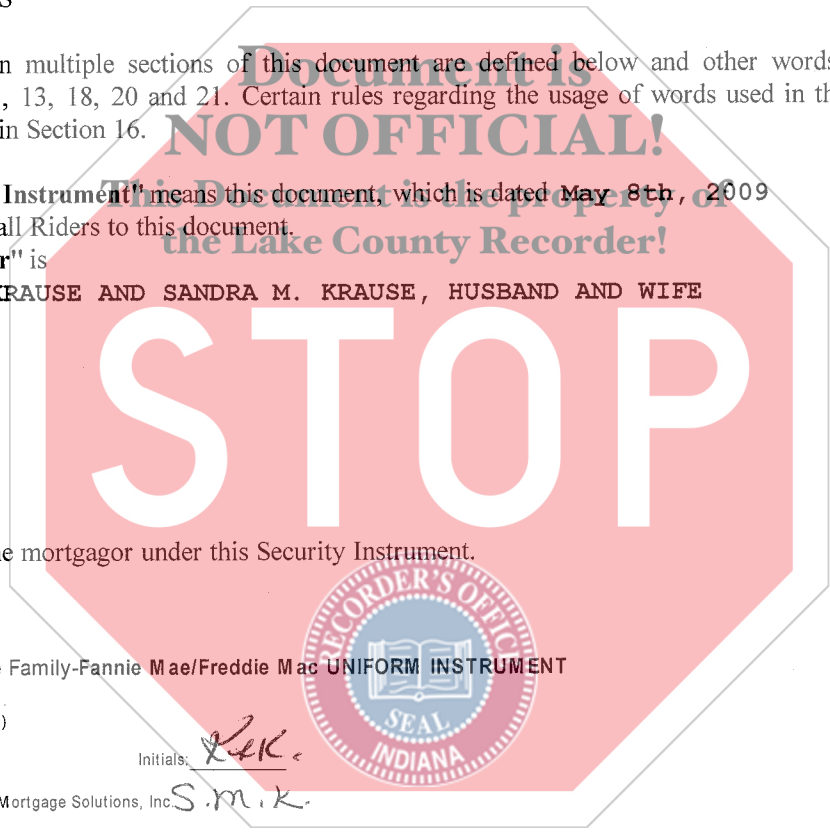 S
n multiple sections of this document are defined below and other words
, 13, 18, 20 and 21. Certain rules regarding the usage of words used in th
in Section 16.
Document is
NOT OFFICIAL!
This Document is the property of
the Lake County Recorder!
Instrument" means this document, which is dated May 8th, 2009
all Riders to this document.
r" is
KRAUSE AND SANDRA M. KRAUSE, HUSBAND AND WIFE
STOP
e mortgagor under this Security Instrument.
RECORDER'S OFFICE
SEAL
INDIANA
e Family-Fannie Mae/Freddie Mac UNIFORM INSTRUMENT
)
Initials:
Mortgage Solutions, Inc. S.M.K.